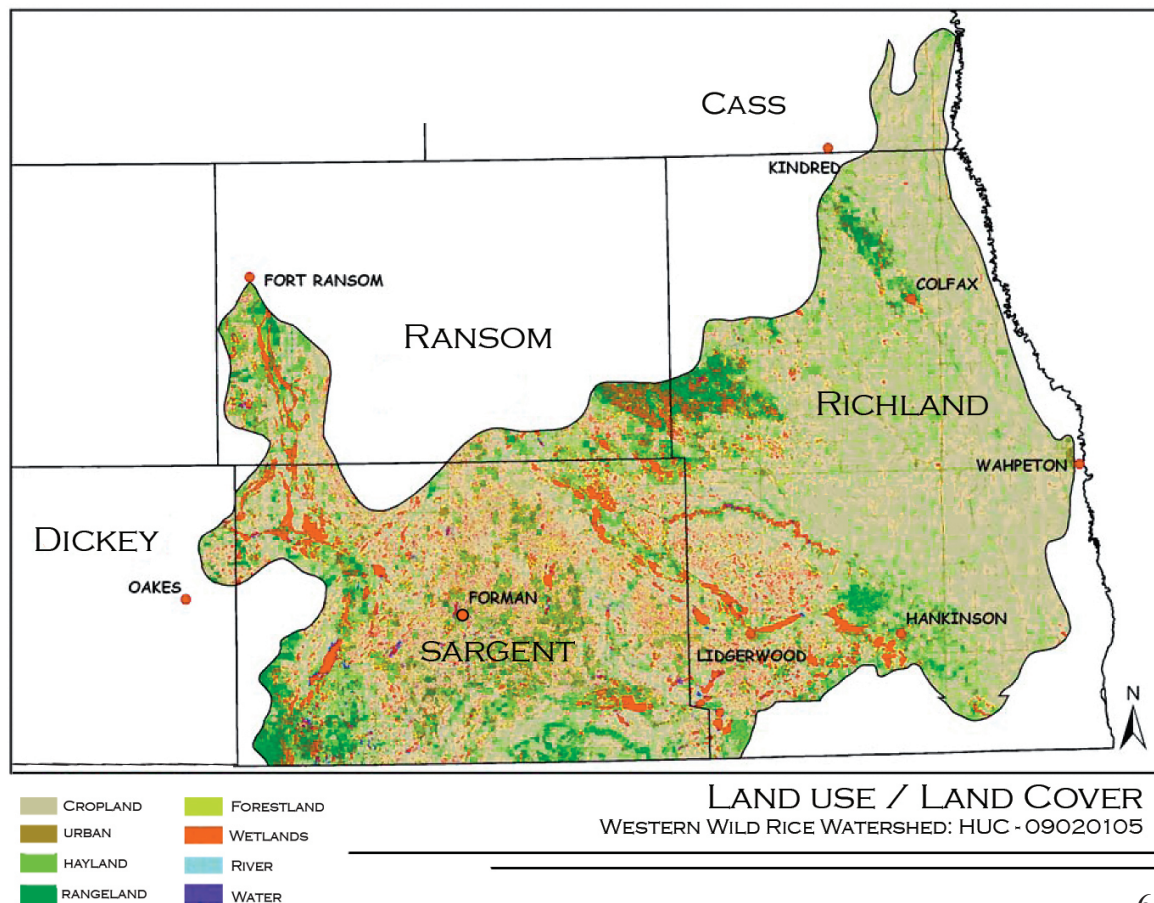 CASS
KINDRED
FORT RANSOM
COLFAX
RANSOM
RICHLAND
WAHPETON
DICKEY
OAKES
FORMAN
HANKINSON
SARGENT
LIDGERWOOD
N
CROPLAND
URBAN
HAYLAND
RANGELAND
FORESTLAND
WETLANDS
RIVER
WATER
LAND USE / LAND COVER
WESTERN WILD RICE WATERSHED: HUC - 09020105